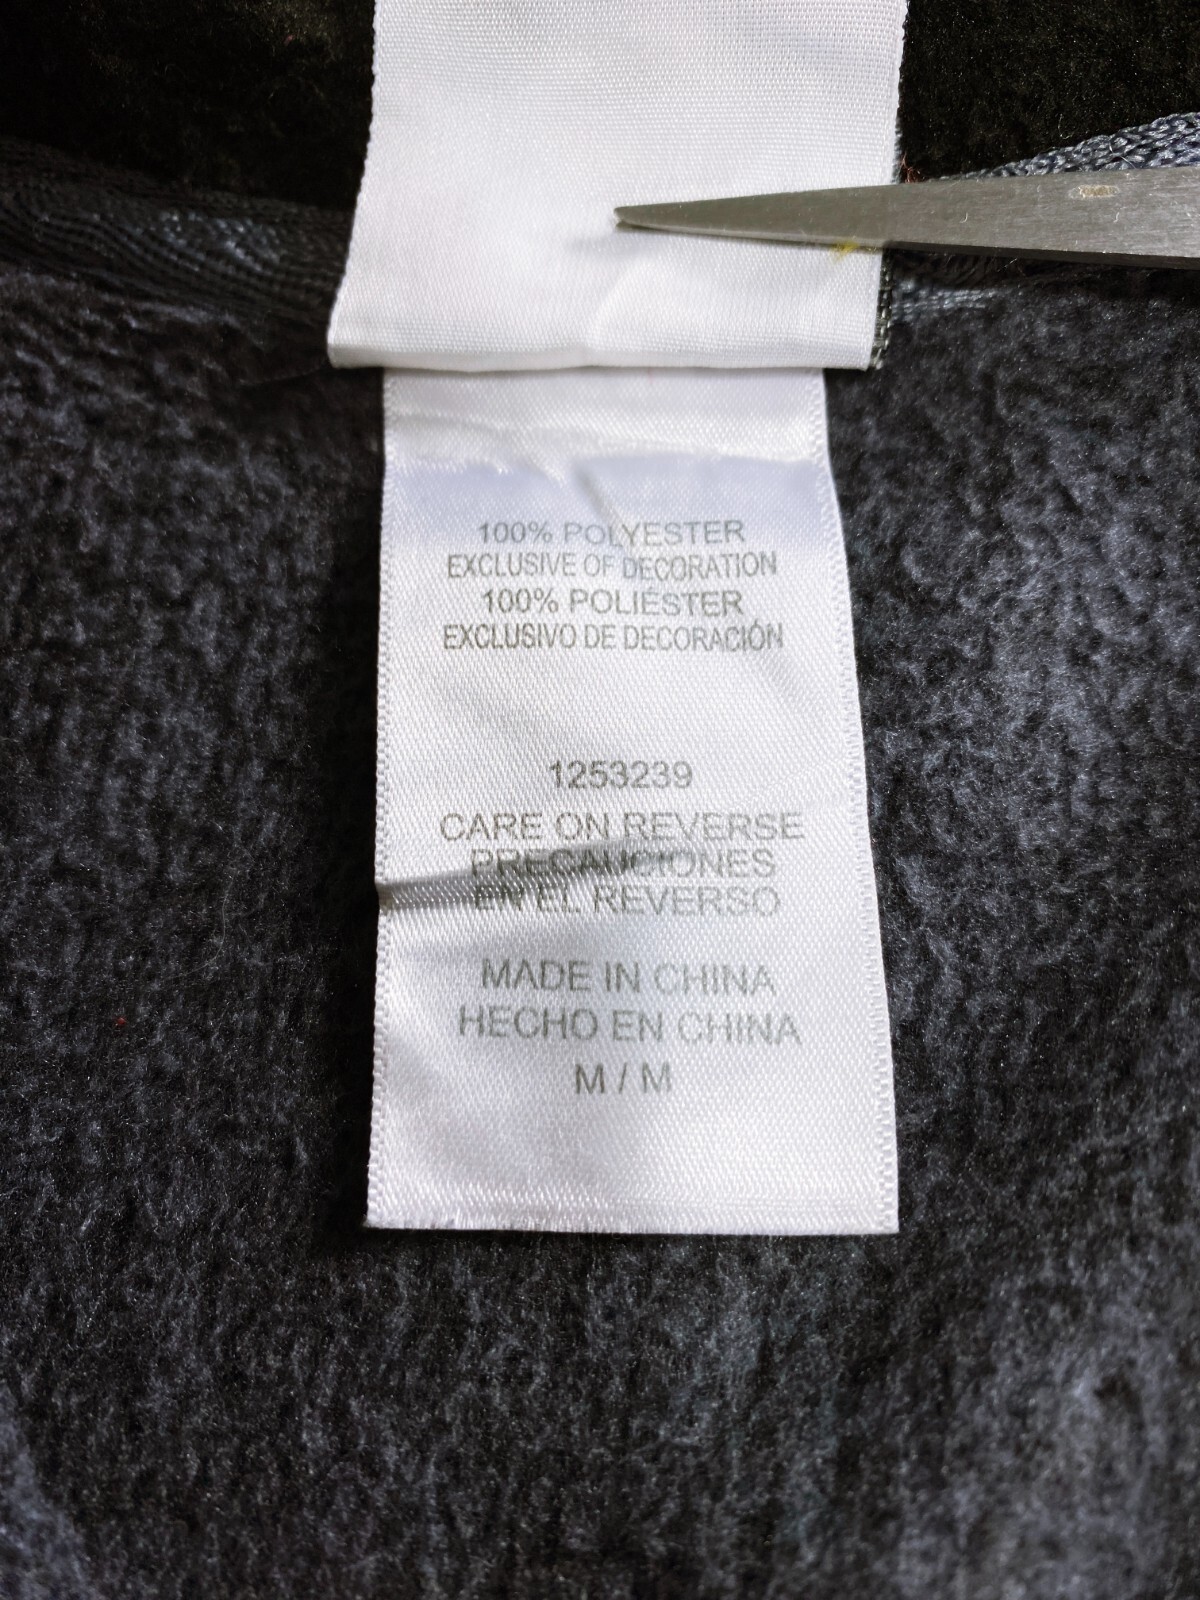 100% POLYESTER
EXCLUSIVE OF DECORATION
100% POLIÉSTER
EXCLUSIVO DE DECORACIÓN
1253239
CARE ON REVERSE
PRECAUCIONES
EN EL REVERSO
MADE IN CHINA
HECHO EN CHINA
M / M